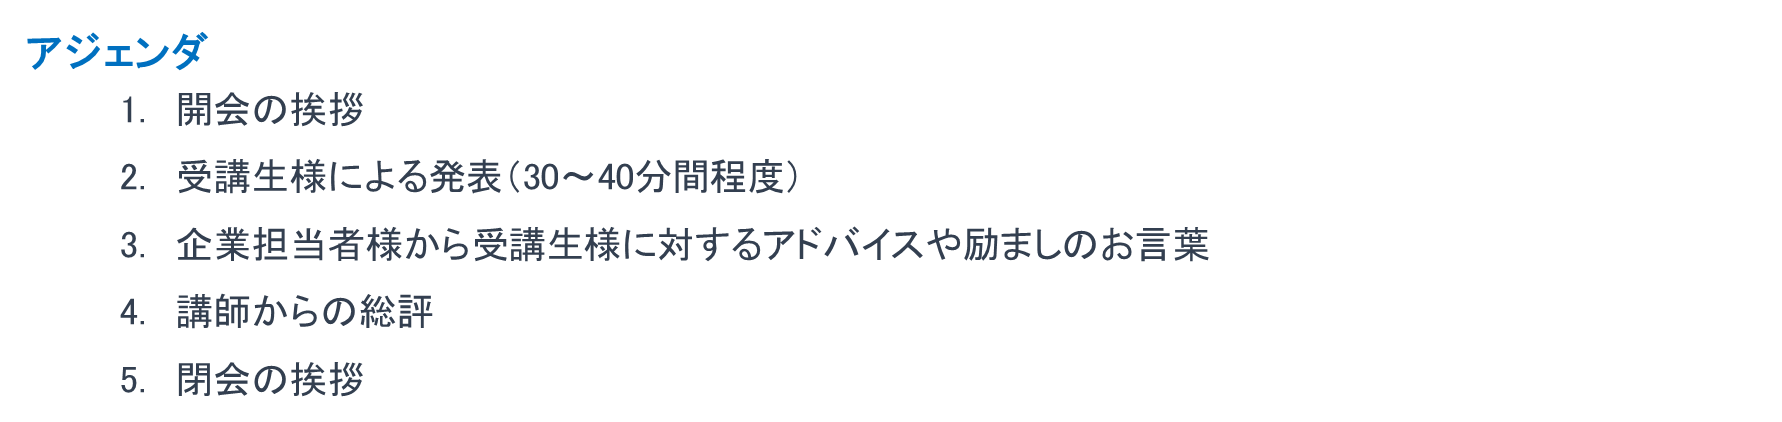 アジェンダ
1. 開会の挨拶
2. 受講生様による発表（30～40分間程度）
3. 企業担当者様から受講生様に対するアドバイスや励ましのお言葉
4. 講師からの総評
5. 閉会の挨拶